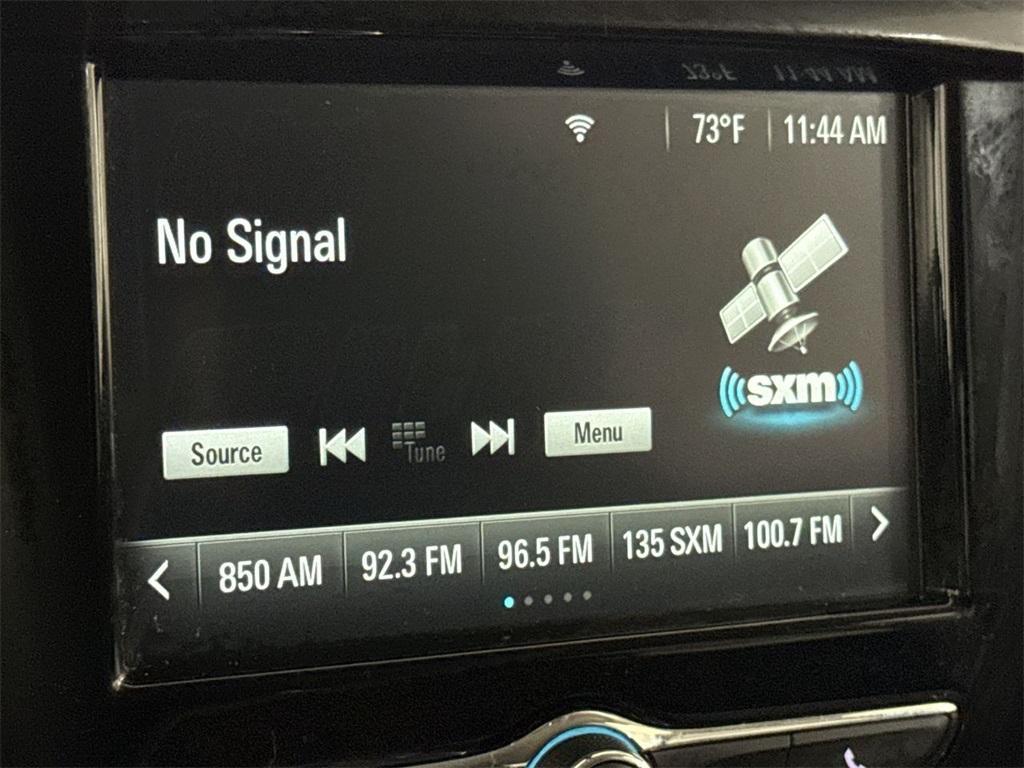 73°F 11:44 AM
No Signal
sxm
Source Tune Menu
850 AM 92.3 FM 96.5 FM 135 SXM 100.7 FM